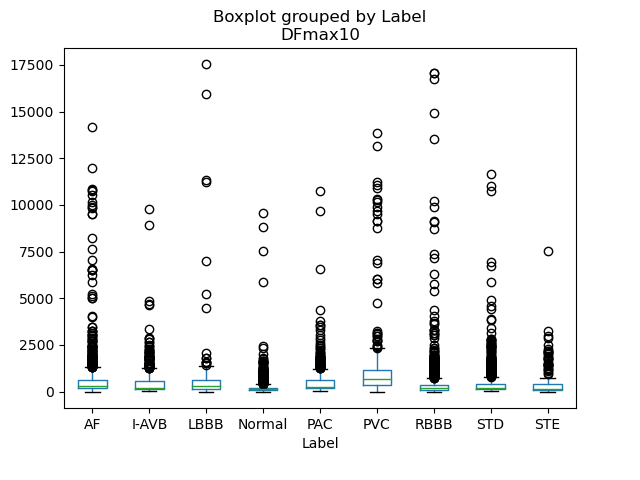 Boxplot grouped by Label
DFmax10
17500
15000
12500
10000
7500
5000
2500
0
AF I-AVB LBBB Normal PAC PVC RBBB STD STE
Label